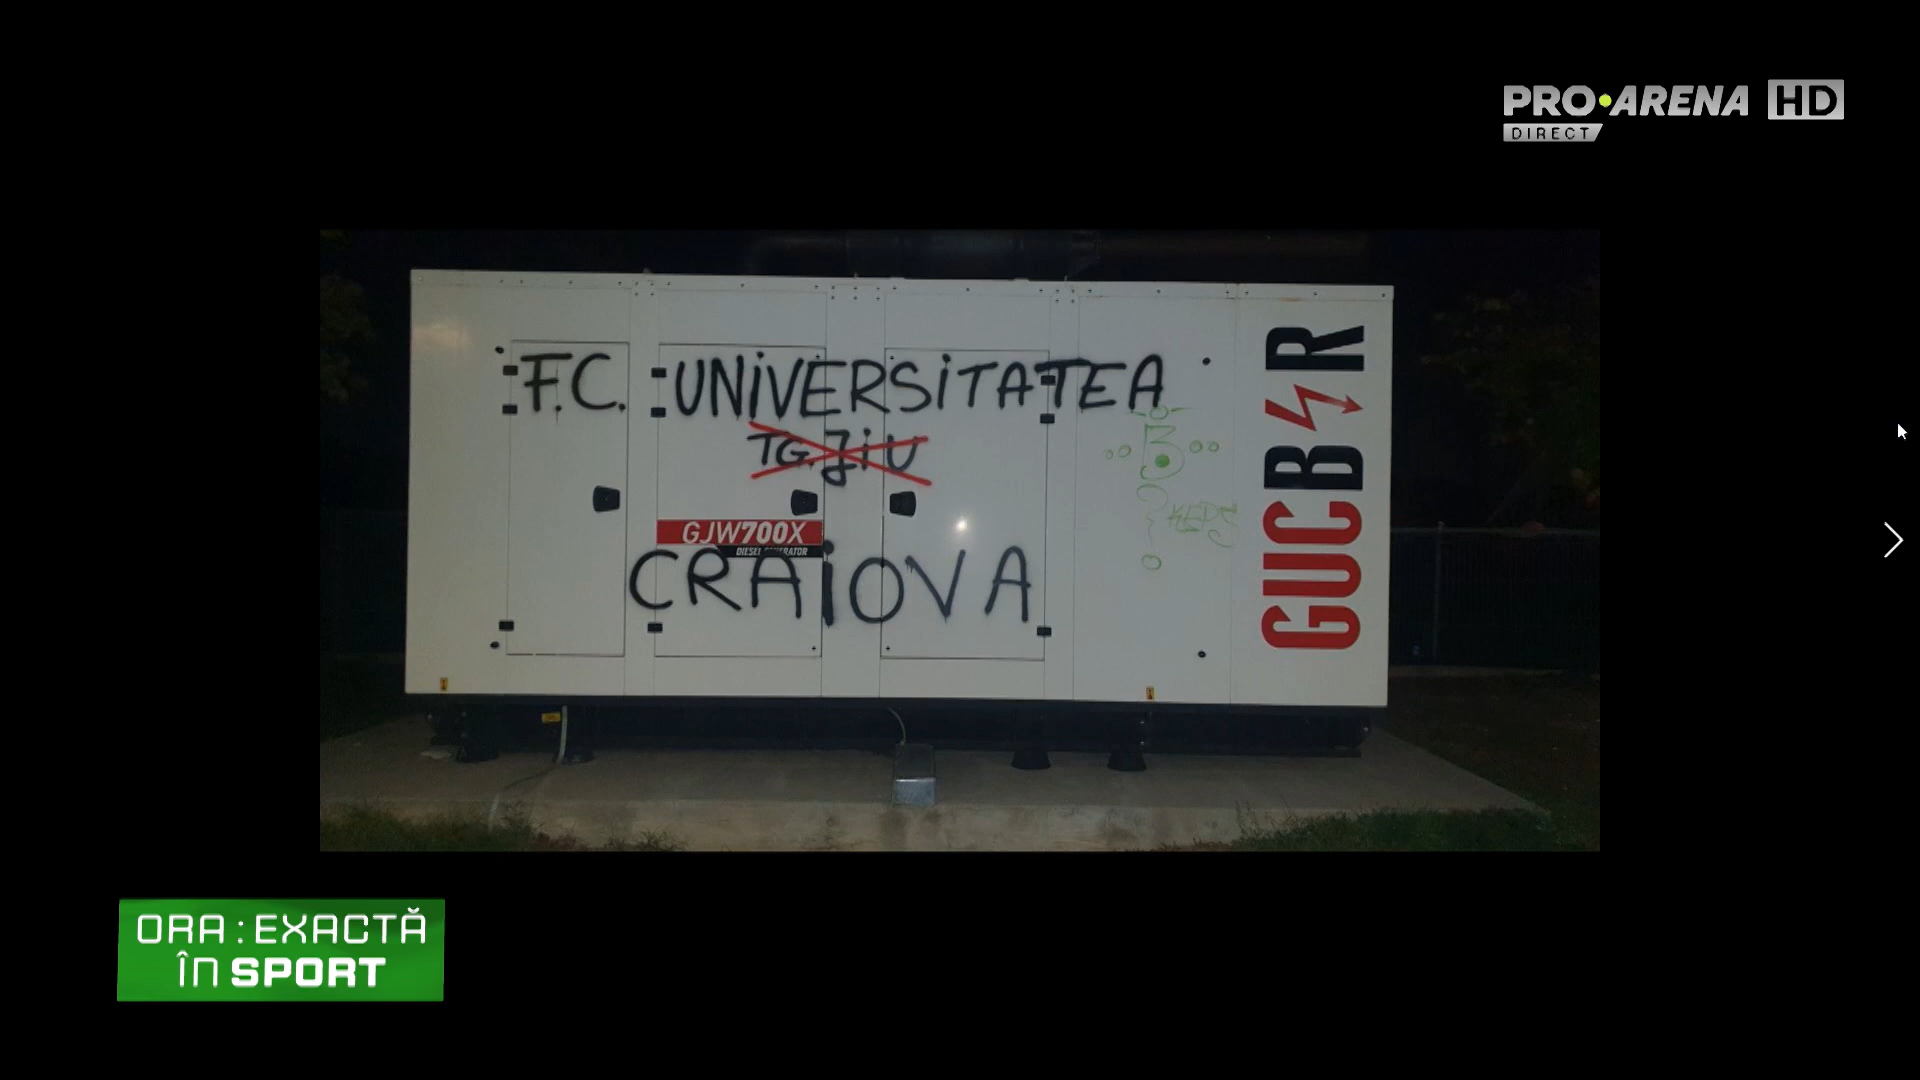 PRO•ARENA HD
DIRECT
F.C. UNIVERSITATEA
TG. JIU
GJW700X
DIESEL GENERATOR
CRAIOVA
GUCBIR
ORA : EXACTĂ
ÎN SPORT